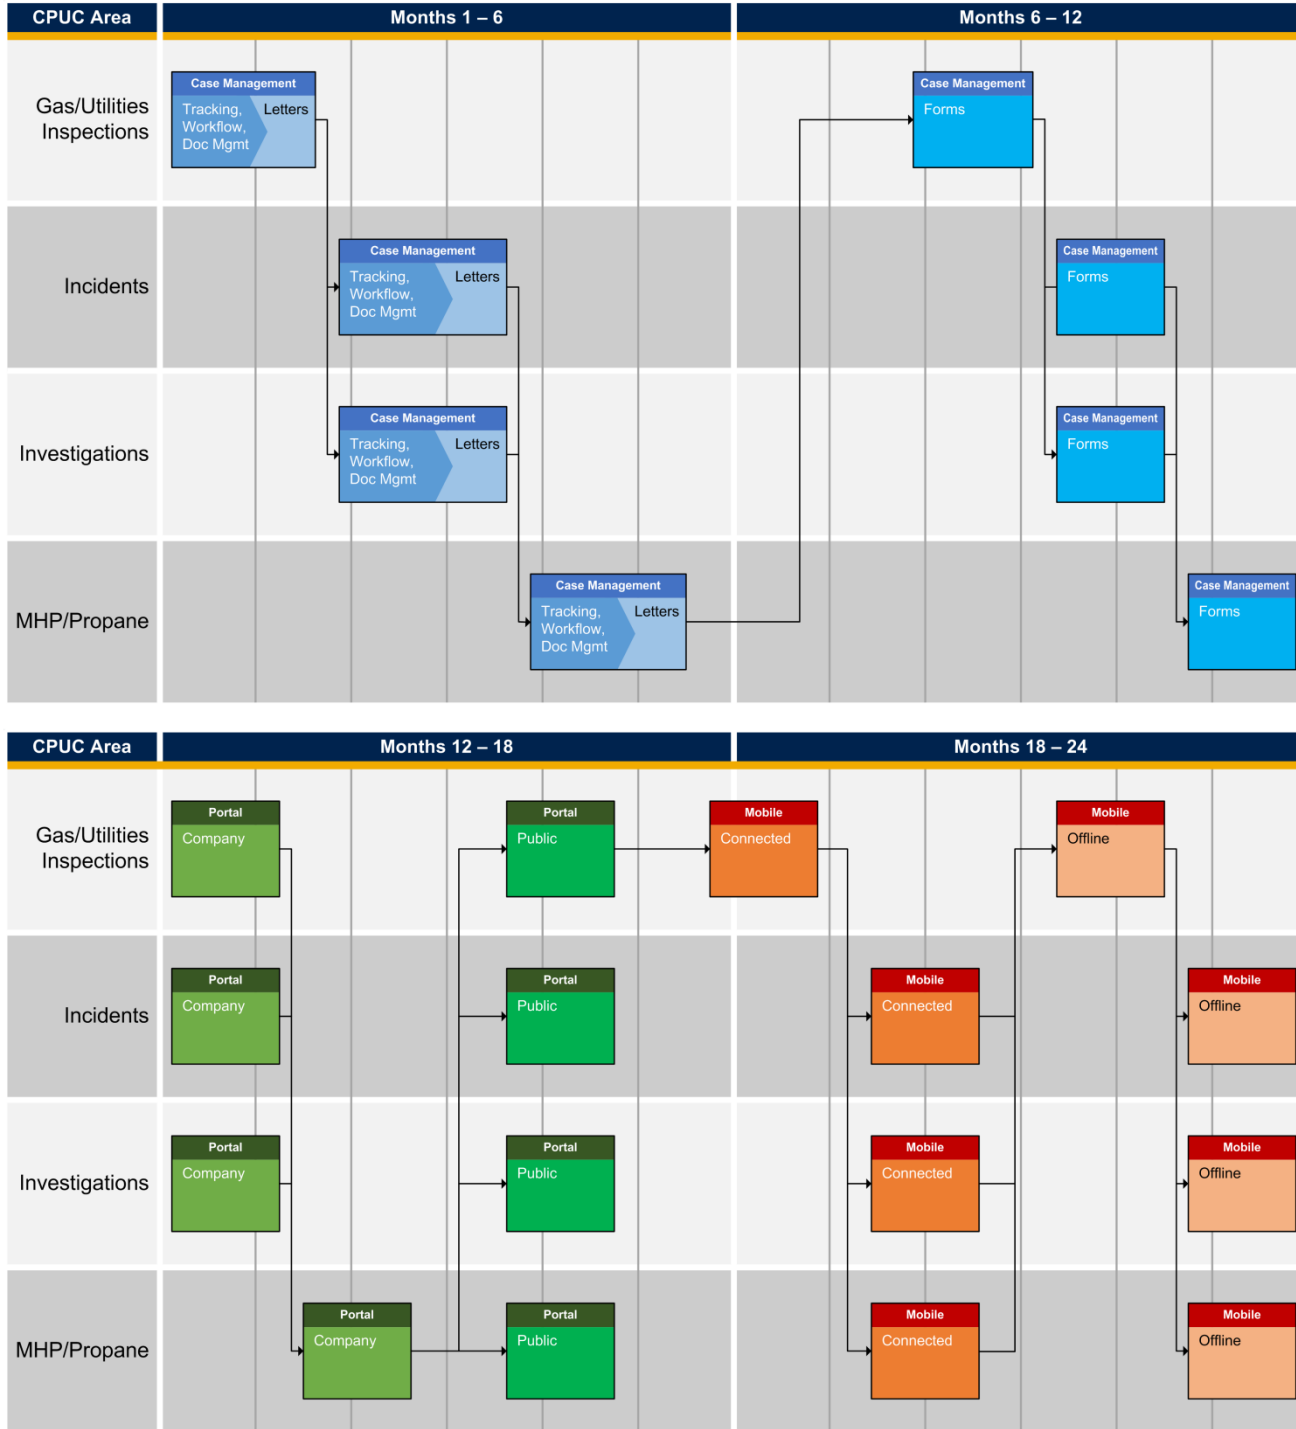 CPUC Area
Months 1 – 6
Months 6 – 12
Gas/Utilities
Inspections
Case Management
Tracking,
Workflow,
Doc Mgmt
Letters
Case Management
Forms
Incidents
Case Management
Tracking,
Workflow,
Doc Mgmt
Letters
Case Management
Forms
Investigations
Case Management
Tracking,
Workflow,
Doc Mgmt
Letters
Case Management
Forms
MHP/Propane
Case Management
Tracking,
Workflow,
Doc Mgmt
Letters
Case Management
Forms
CPUC Area
Months 12 – 18
Months 18 – 24
Gas/Utilities
Inspections
Portal
Company
Portal
Public
Mobile
Connected
Mobile
Offline
Incidents
Portal
Company
Portal
Public
Mobile
Connected
Mobile
Offline
Investigations
Portal
Company
Portal
Public
Mobile
Connected
Mobile
Offline
MHP/Propane
Portal
Company
Portal
Public
Mobile
Connected
Mobile
Offline